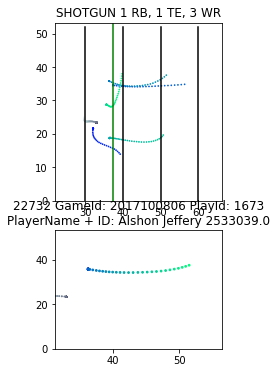 SHOTGUN 1 RB, 1 TE, 3 WR
50
40
30
20
10
0
30 40 50 60
22732 GameId: 2017100806 PlayId: 1673
PlayerName + ID: Alshon Jeffery 2533039.0
40
20
0
40 50